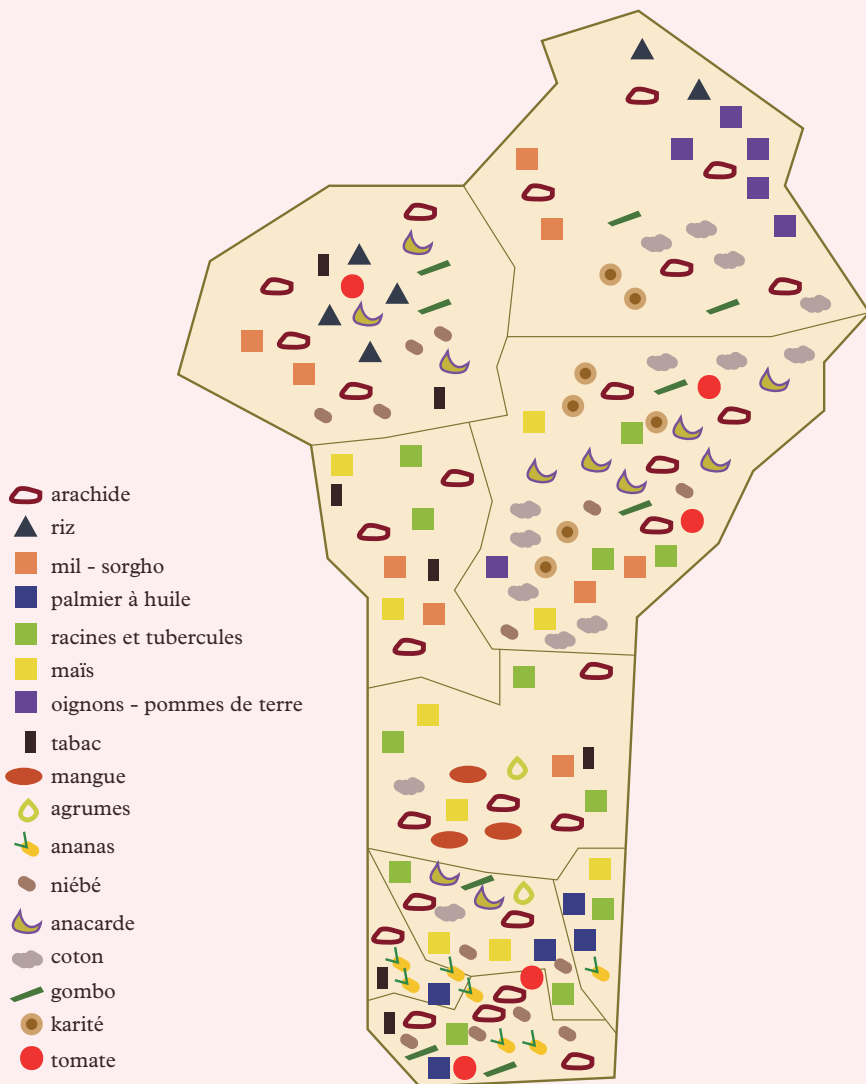 arachide
riz
mil - sorgho
palmier à huile
racines et tubercules
maïs
oignons - pommes de terre
tabac
mangue
agrumes
ananas
niébé
anacarde
coton
gombo
karité
tomate